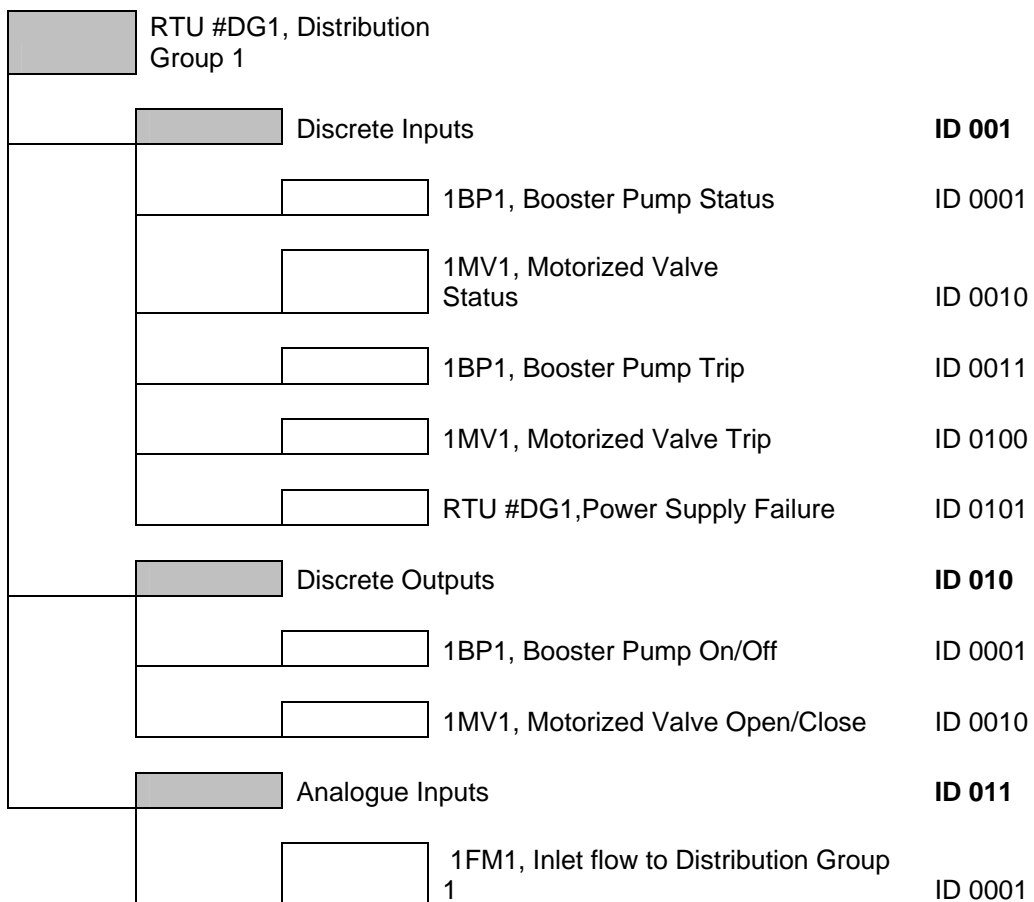 RTU #DG1, Distribution
Group 1
Discrete Inputs ID 001
1BP1, Booster Pump Status ID 0001
1MV1, Motorized Valve
Status ID 0010
1BP1, Booster Pump Trip ID 0011
1MV1, Motorized Valve Trip ID 0100
RTU #DG1,Power Supply Failure ID 0101
Discrete Outputs ID 010
1BP1, Booster Pump On/Off ID 0001
1MV1, Motorized Valve Open/Close ID 0010
Analogue Inputs ID 011
1FM1, Inlet flow to Distribution Group
1 ID 0001